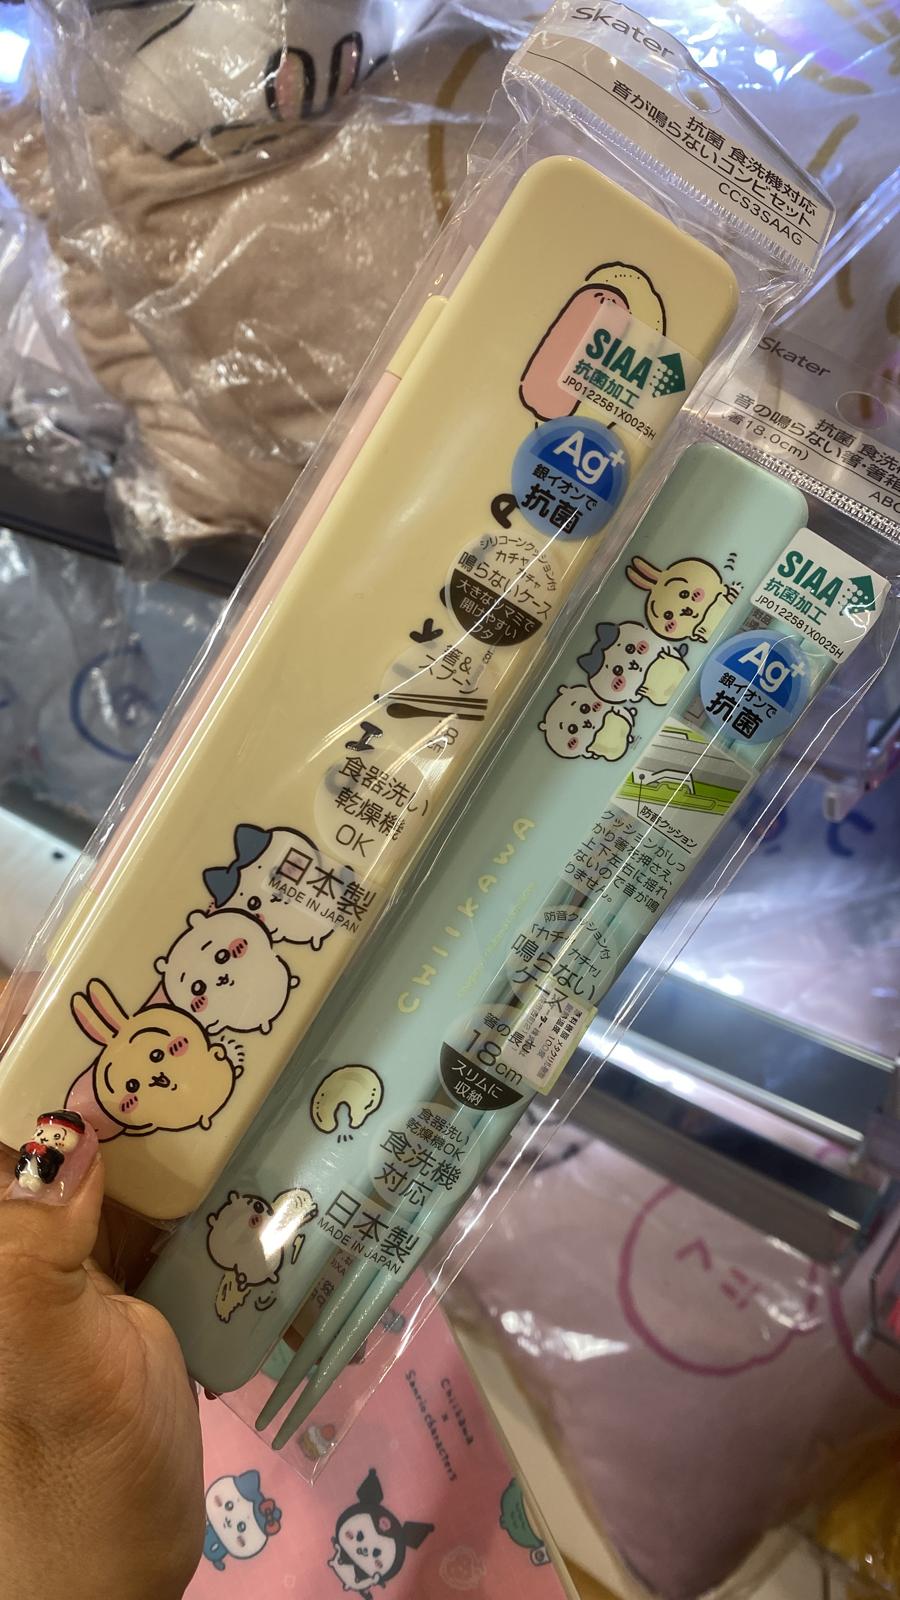 Skater
抗菌 食洗機対応
音が鳴らないコンビセット
CCS3SAAG
SIAA
抗菌加工
JP0122581X0025H
Ag+
銀イオンで
抗菌
シリコーンクッション付
カチャカチャ
鳴らないケース
大きなツマミで
開けやすい
箸&
スプーン
食器洗い
乾燥機
OK
日本製
MADE IN JAPAN
Skater
抗菌 食洗
音の鳴らない箸・箸箱
(箸18.0cm)
SIAA
抗菌加工
JP0122581X0025H
Ag+
銀イオンで
抗菌
防音クッション
クッションがしっ
かり箸を押さえ、
上下左右に揺れ
ないので音が鳴
りません。
防音クッション付
「カチャカチャ」
鳴らない
ケース
箸の長さ
18cm
スリムに
収納
食器洗い
乾燥機OK
食洗機
対応
日本製
MADE IN JAPAN
CHIIKAWA
Chiikawa
×
Sanrio characters